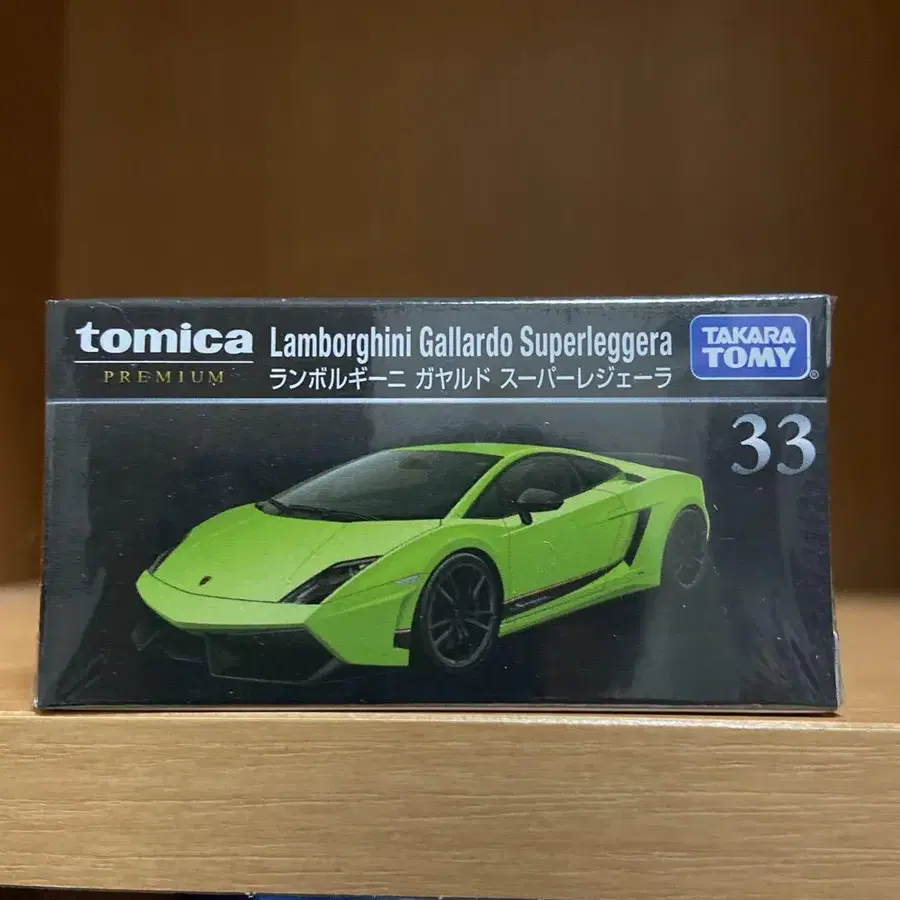 tomica
PREMIUM
Lamborghini Gallardo Superleggera
ランボルギーニ ガヤルド スーパーレジェーラ
TAKARA
TOMY®
33